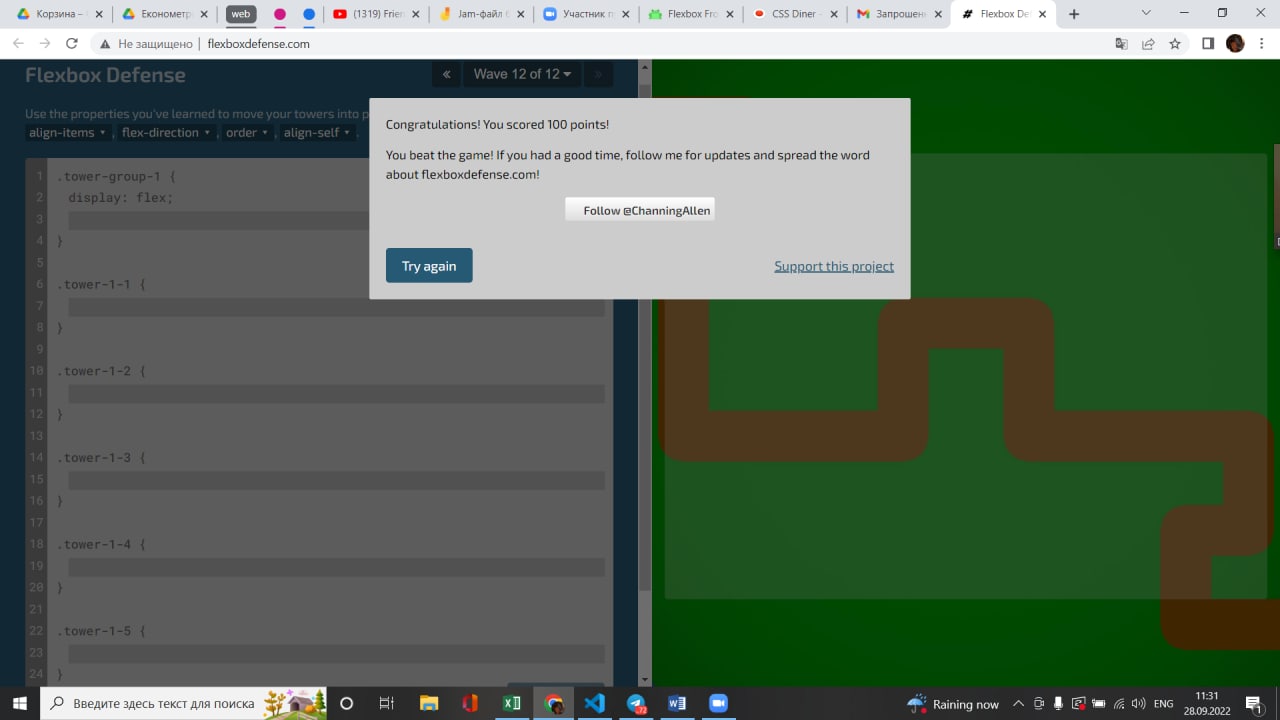 Корзина –
Економетр
web
(1319) Frien
Jam-файл
Участник п
Flexbox Fro
CSS Diner -
Запрошен
Flexbox De
Не защищено | flexboxdefense.com
Flexbox Defense
« Wave 12 of 12 »
Use the properties you've learned to move your towers into p
align-items , flex-direction , order , align-self .
Congratulations! You scored 100 points!
You beat the game! If you had a good time, follow me for updates and spread the word
about flexboxdefense.com!
Follow @ChanningAllen
Try again
Support this project
1 .tower-group-1 {
2 display: flex;
3
4 }
5
6 .tower-1-1 {
7
8 }
9
10 .tower-1-2 {
11
12 }
13
14 .tower-1-3 {
15
16 }
17
18 .tower-1-4 {
19
20 }
21
22 .tower-1-5 {
23
24 }
Введите здесь текст для поиска
72
Raining now
ENG
11:31
28.09.2022
1